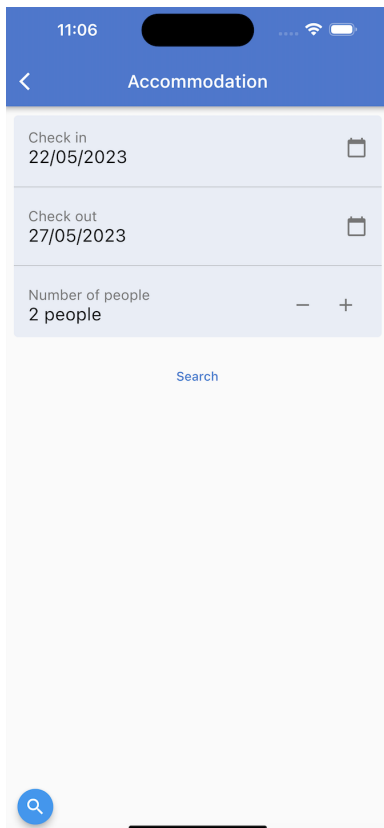 11:06
Accommodation
Check in
22/05/2023
Check out
27/05/2023
Number of people
2 people
Search